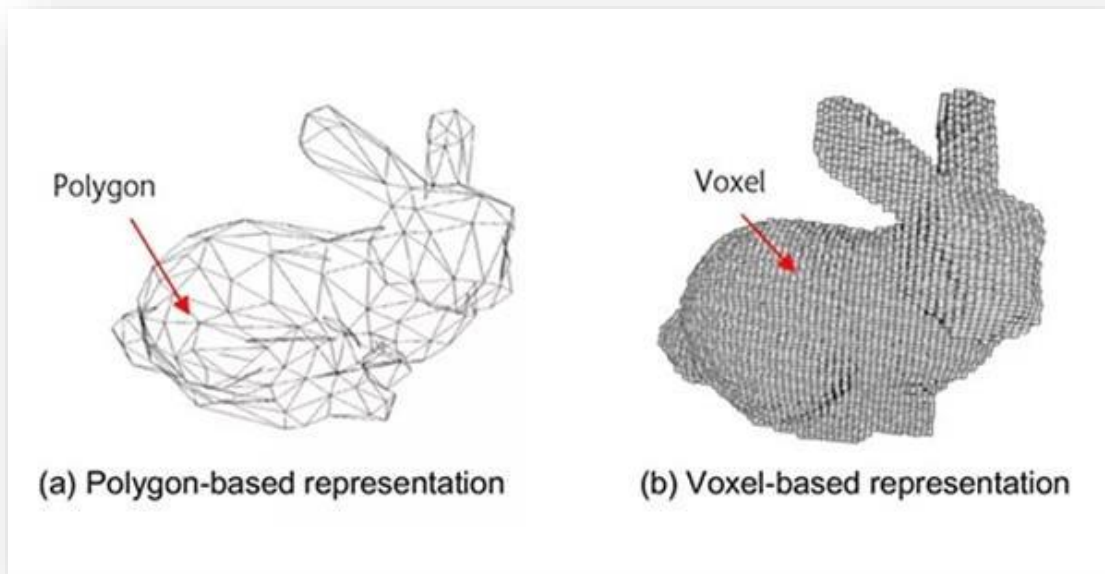 Polygon
Voxel
(a) Polygon-based representation
(b) Voxel-based representation